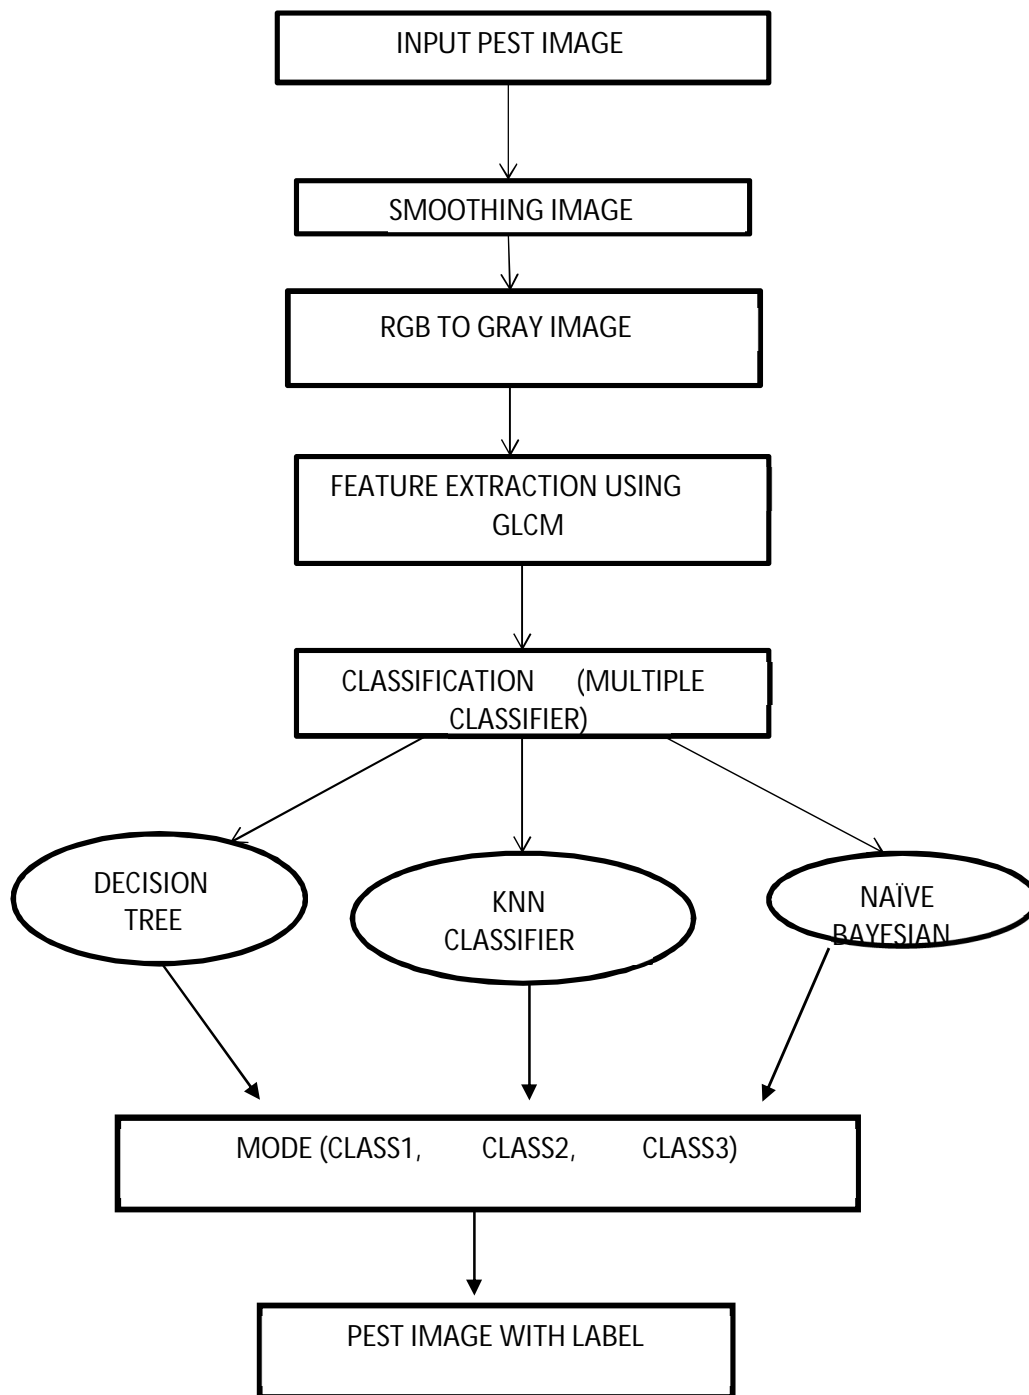 INPUT PEST IMAGE
SMOOTHING IMAGE
RGB TO GRAY IMAGE
FEATURE EXTRACTION USING
GLCM
CLASSIFICATION (MULTIPLE
CLASSIFIER)
DECISION
TREE
KNN
CLASSIFIER
NAÏVE
BAYESIAN
MODE (CLASS1, CLASS2, CLASS3)
PEST IMAGE WITH LABEL